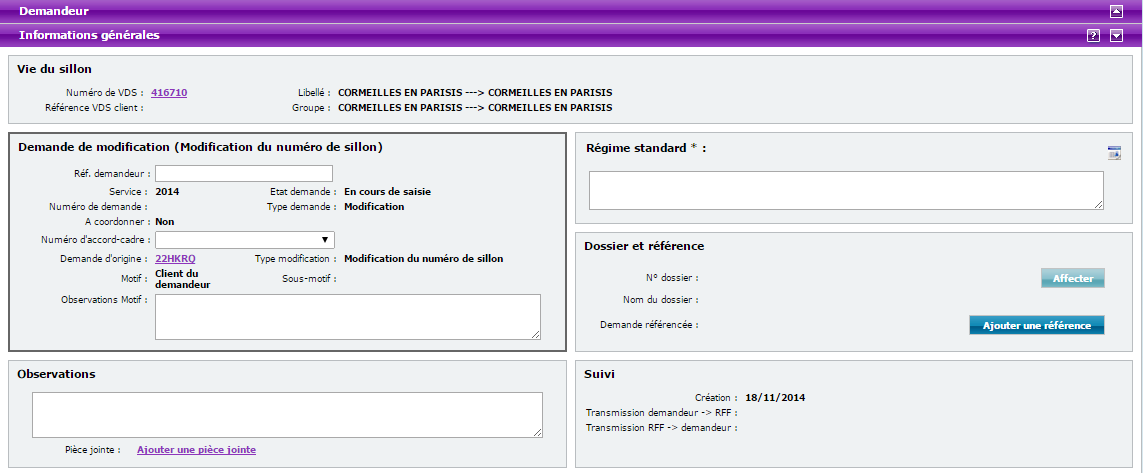 Demandeur
Informations générales
?
Vie du sillon
Numéro de VDS : 416710 Libellé : CORMEILLES EN PARISIS ---> CORMEILLES EN PARISIS
Référence VDS client : Groupe : CORMEILLES EN PARISIS ---> CORMEILLES EN PARISIS
Demande de modification (Modification du numéro de sillon)
Réf. demandeur :
Service : 2014 Etat demande : En cours de saisie
Numéro de demande : Type demande : Modification
A coordonner : Non
Numéro d'accord-cadre :
Demande d'origine : 22HKRQ Type modification : Modification du numéro de sillon
Motif : Client du demandeur Sous-motif :
Observations Motif :
Régime standard * :
Dossier et référence
N° dossier : Affecter
Nom du dossier :
Demande référencée : Ajouter une référence
Observations
Pièce jointe : Ajouter une pièce jointe
Suivi
Création : 18/11/2014
Transmission demandeur -> RFF :
Transmission RFF -> demandeur :